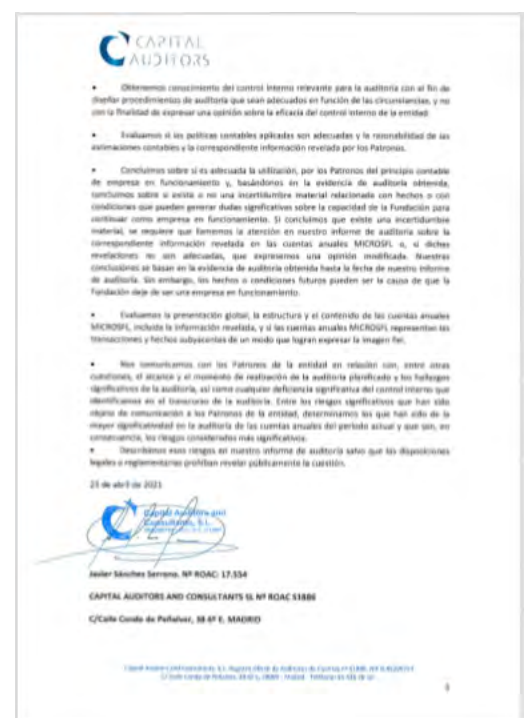 CAPITAL
AUDITORS
• Obtenemos conocimiento del control interno relevante para la auditoría con el fin de
diseñar procedimientos de auditoría que sean adecuados en función de las circunstancias, y no
con la finalidad de expresar una opinión sobre la eficacia del control interno de la entidad.
• Evaluamos si las políticas contables aplicadas son adecuadas y la razonabilidad de las
estimaciones contables y la correspondiente información revelada por los Patronos.
• Concluimos sobre si es adecuada la utilización, por los Patronos del principio contable
de empresa en funcionamiento y, basándonos en la evidencia de auditoría obtenida,
concluimos sobre si existe o no una incertidumbre material relacionada con hechos o con
condiciones que pueden generar dudas significativas sobre la capacidad de la Fundación para
continuar como empresa en funcionamiento. Si concluimos que existe una incertidumbre
material, se requiere que llamemos la atención en nuestro informe de auditoría sobre la
correspondiente información revelada en las cuentas anuales MICROSFL o, si dichas
revelaciones no son adecuadas, que expresemos una opinión modificada. Nuestras
conclusiones se basan en la evidencia de auditoría obtenida hasta la fecha de nuestro informe
de auditoría. Sin embargo, los hechos o condiciones futuros pueden ser la causa de que la
Fundación deje de ser una empresa en funcionamiento.
• Evaluamos la presentación global, la estructura y el contenido de las cuentas anuales
MICROSFL, incluida la información revelada, y si las cuentas anuales MICROSFL representan las
transacciones y hechos subyacentes de un modo que logran expresar la imagen fiel.
• Nos comunicamos con los Patronos de la entidad en relación con, entre otras
cuestiones, el alcance y el momento de realización de la auditoría planificado y los hallazgos
significativos de la auditoría, así como cualquier deficiencia significativa del control interno que
identificamos en el transcurso de la auditoría. Entre los riesgos significativos que han sido
objeto de comunicación a los Patronos de la entidad, determinamos los que han sido de la
mayor significatividad en la auditoría de las cuentas anuales del periodo actual y que son, en
consecuencia, los riesgos considerados más significativos.
• Describimos esos riesgos en nuestro informe de auditoría salvo que las disposiciones
legales o reglamentarias prohíban revelar públicamente la cuestión.
23 de abril de 2021
Capital Auditors and
Consultants, S.L.
Javier Sánchez Serrano. Nº ROAC: 17.554
CAPITAL AUDITORS AND CONSULTANTS SL Nº ROAC S1886
C/Calle Conde de Peñalver, 38 6º E. MADRID